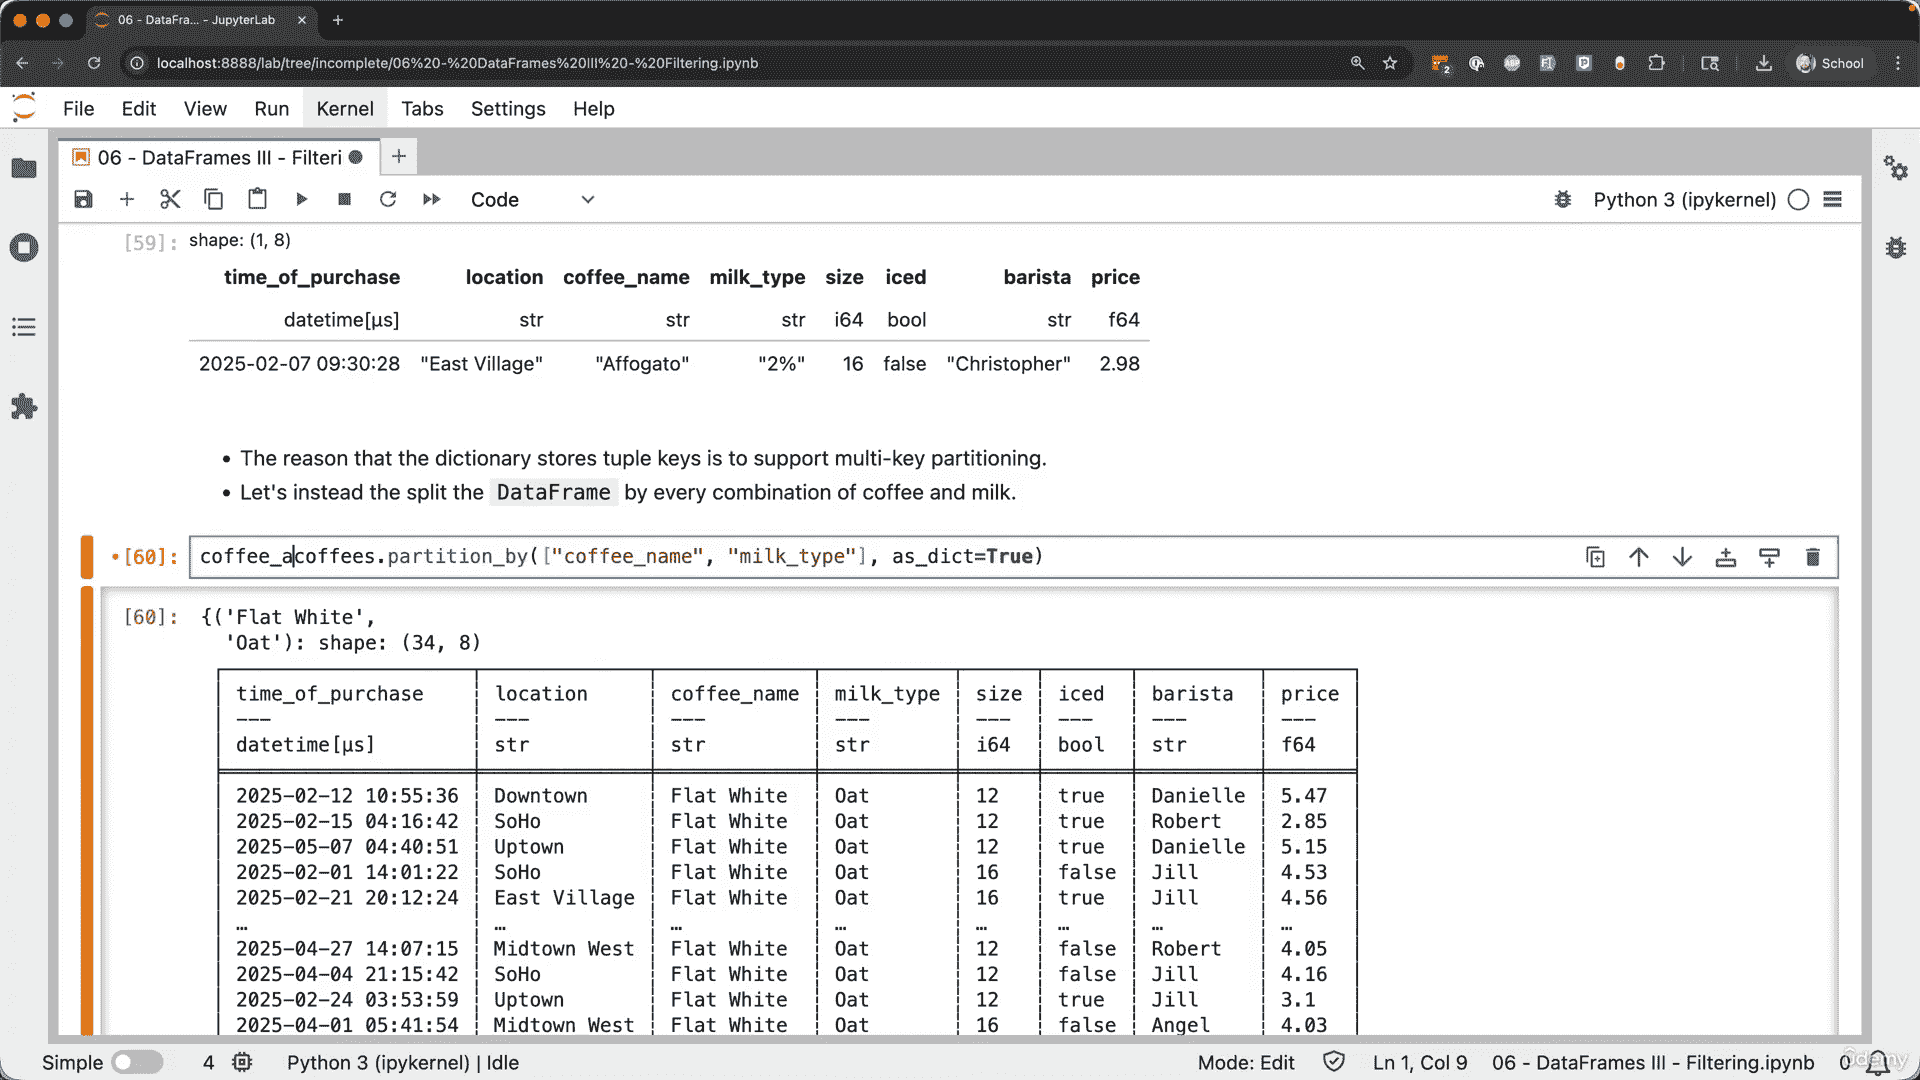 06 - DataFra... - JupyterLab
localhost:8888/lab/tree/incomplete/06%20-%20DataFrames%20III%20-%20Filtering.ipynb
2
ABP
School
File Edit View Run Kernel Tabs Settings Help
06 - DataFrames III - Filteri
Code
Python 3 (ipykernel)
[59]: shape: (1, 8)
time_of_purchase location coffee_name milk_type size iced barista price
datetime[μs] str str str i64 bool str f64
2025-02-07 09:30:28 "East Village" "Affogato" "2%" 16 false "Christopher" 2.98
• The reason that the dictionary stores tuple keys is to support multi-key partitioning.
• Let's instead the split the DataFrame by every combination of coffee and milk.
[60]: coffee_acoffees.partition_by(["coffee_name", "milk_type"], as_dict=True)
[60]: {('Flat White',
'Oat'): shape: (34, 8)
time_of_purchase location coffee_name milk_type size iced barista price
--- --- --- --- --- --- --- ---
datetime[μs] str str str i64 bool str f64
2025-02-12 10:55:36 Downtown Flat White Oat 12 true Danielle 5.47
2025-02-15 04:16:42 SoHo Flat White Oat 12 true Robert 2.85
2025-05-07 04:40:51 Uptown Flat White Oat 12 true Danielle 5.15
2025-02-01 14:01:22 SoHo Flat White Oat 16 false Jill 4.53
2025-02-21 20:12:24 East Village Flat White Oat 16 true Jill 4.56
… … … … … … … …
2025-04-27 14:07:15 Midtown West Flat White Oat 12 false Robert 4.05
2025-04-04 21:15:42 SoHo Flat White Oat 12 false Jill 4.16
2025-02-24 03:53:59 Uptown Flat White Oat 12 true Jill 3.1
2025-04-01 05:41:54 Midtown West Flat White Oat 16 false Angel 4.03
Simple 4 Python 3 (ipykernel) | Idle Mode: Edit Ln 1, Col 9 06 - DataFrames III - Filtering.ipynb 0
udemy